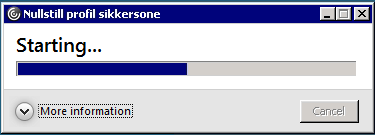 Nullstill profil sikkersone
Starting...
More information
Cancel